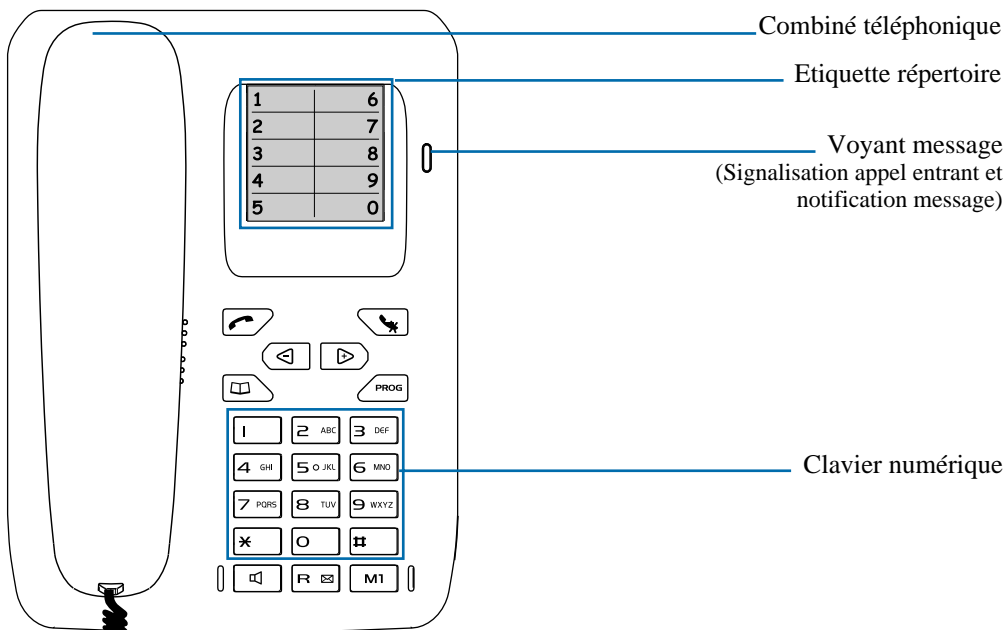 Combiné téléphonique
Etiquette répertoire
1 6
2 7
3 8
4 9
5 0
Voyant message
(Signalisation appel entrant et
notification message)
- +
PROG
1 2 ABC 3 DEF
4 GHI 5 JKL 6 MNO
7 PQRS 8 TUV 9 WXYZ
* 0 #
R M1
Clavier numérique